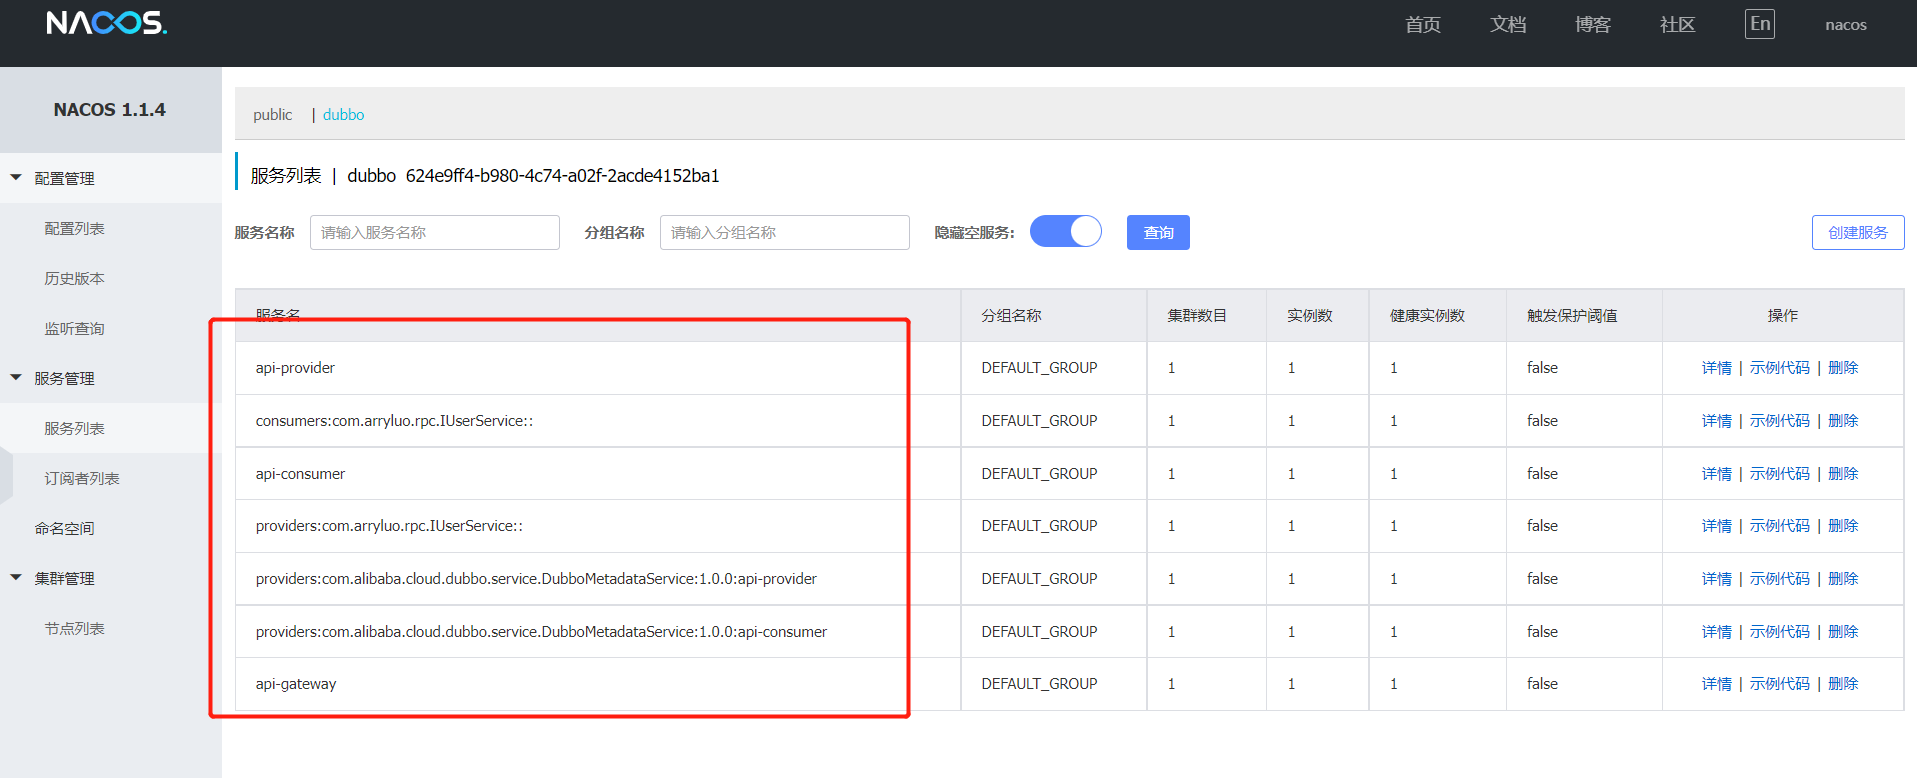 NACOS.
首页 文档 博客 社区 En nacos
NACOS 1.1.4
配置管理
配置列表
历史版本
监听查询
服务管理
服务列表
订阅者列表
命名空间
集群管理
节点列表
public | dubbo
服务列表 | dubbo 624e9ff4-b980-4c74-a02f-2acde4152ba1
服务名称 请输入服务名称 分组名称 请输入分组名称 隐藏空服务: 查询 创建服务
服务名 分组名称 集群数目 实例数 健康实例数 触发保护阈值 操作
api-provider DEFAULT_GROUP 1 1 1 false 详情 | 示例代码 | 删除
consumers:com.arryluo.rpc.IUserService:: DEFAULT_GROUP 1 1 1 false 详情 | 示例代码 | 删除
api-consumer DEFAULT_GROUP 1 1 1 false 详情 | 示例代码 | 删除
providers:com.arryluo.rpc.IUserService:: DEFAULT_GROUP 1 1 1 false 详情 | 示例代码 | 删除
providers:com.alibaba.cloud.dubbo.service.DubboMetadataService:1.0.0:api-provider DEFAULT_GROUP 1 1 1 false 详情 | 示例代码 | 删除
providers:com.alibaba.cloud.dubbo.service.DubboMetadataService:1.0.0:api-consumer DEFAULT_GROUP 1 1 1 false 详情 | 示例代码 | 删除
api-gateway DEFAULT_GROUP 1 1 1 false 详情 | 示例代码 | 删除